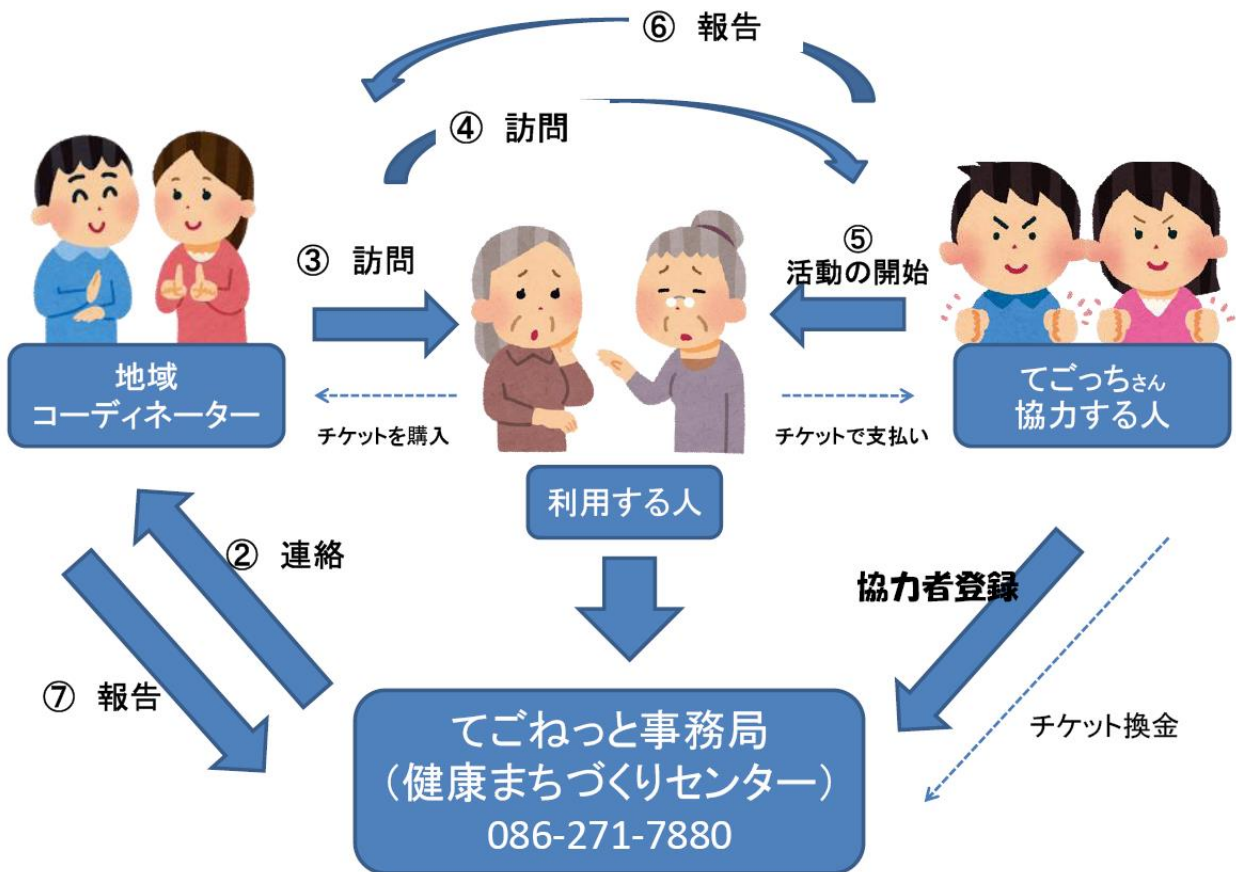 ⑥ 報告
④ 訪問
③ 訪問
⑤
活動の開始
地域
コーディネーター
チケットを購入
チケットで支払い
てごっちさん
協力する人
利用する人
② 連絡
協力者登録
⑦ 報告
チケット換金
てごねっと事務局
（健康まちづくりセンター）
086-271-7880